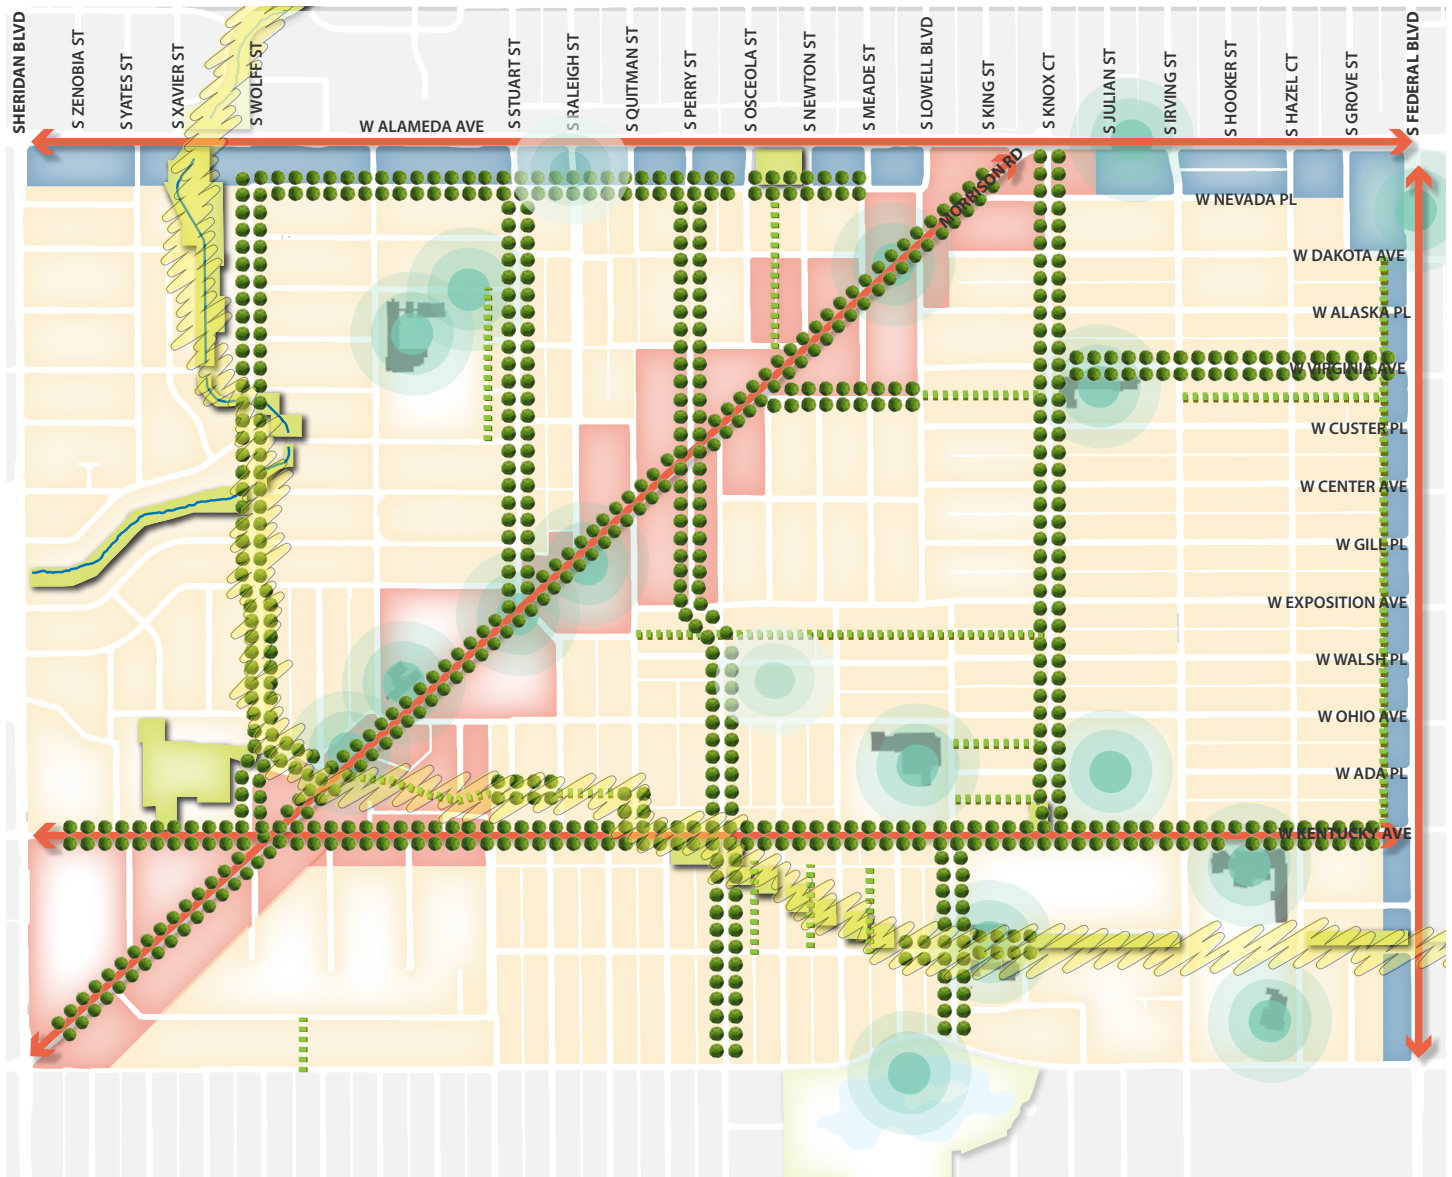 SHERIDAN BLVD
S ZENOBIA ST
S YATES ST
S XAVIER ST
S WOLFF ST
S STUART ST
S RALEIGH ST
S QUITMAN ST
S PERRY ST
S OSCEOLA ST
S NEWTON ST
S MEADE ST
S LOWELL BLVD
S KING ST
S KNOX CT
S JULIAN ST
S IRVING ST
S HOOKER ST
S HAZEL CT
S GROVE ST
S FEDERAL BLVD
W ALAMEDA AVE
MORRISON RD
W NEVADA PL
W DAKOTA AVE
W ALASKA PL
W VIRGINIA AVE
W CUSTER PL
W CENTER AVE
W GILL PL
W EXPOSITION AVE
W WALSH PL
W OHIO AVE
W ADA PL
W KENTUCKY AVE